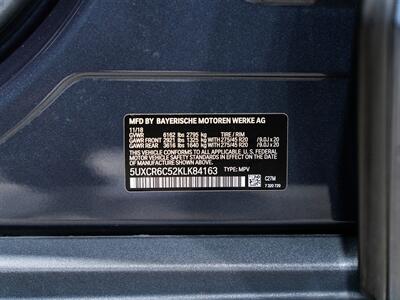 MFD BY BAYERISCHE MOTOREN WERKE AG
11/18
GVWR 6162 lbs 2795 kg TIRE / RIM
GAWR FRONT 2921 lbs 1325 kg WITH 275/45 R20 / 9.0J x 20
GAWR REAR 3616 lbs 1640 kg WITH 275/45 R20 / 9.0J x 20
THIS VEHICLE CONFORMS TO ALL APPLICABLE
FEDERAL MOTOR VEHICLE SAFETY STANDARDS
IN EFFECT ON THE DATE OF MANUFACTURE SHOWN ABOVE.
5UXCR6C52KLK84163 TYPE: MPV
C27M
7 320 720